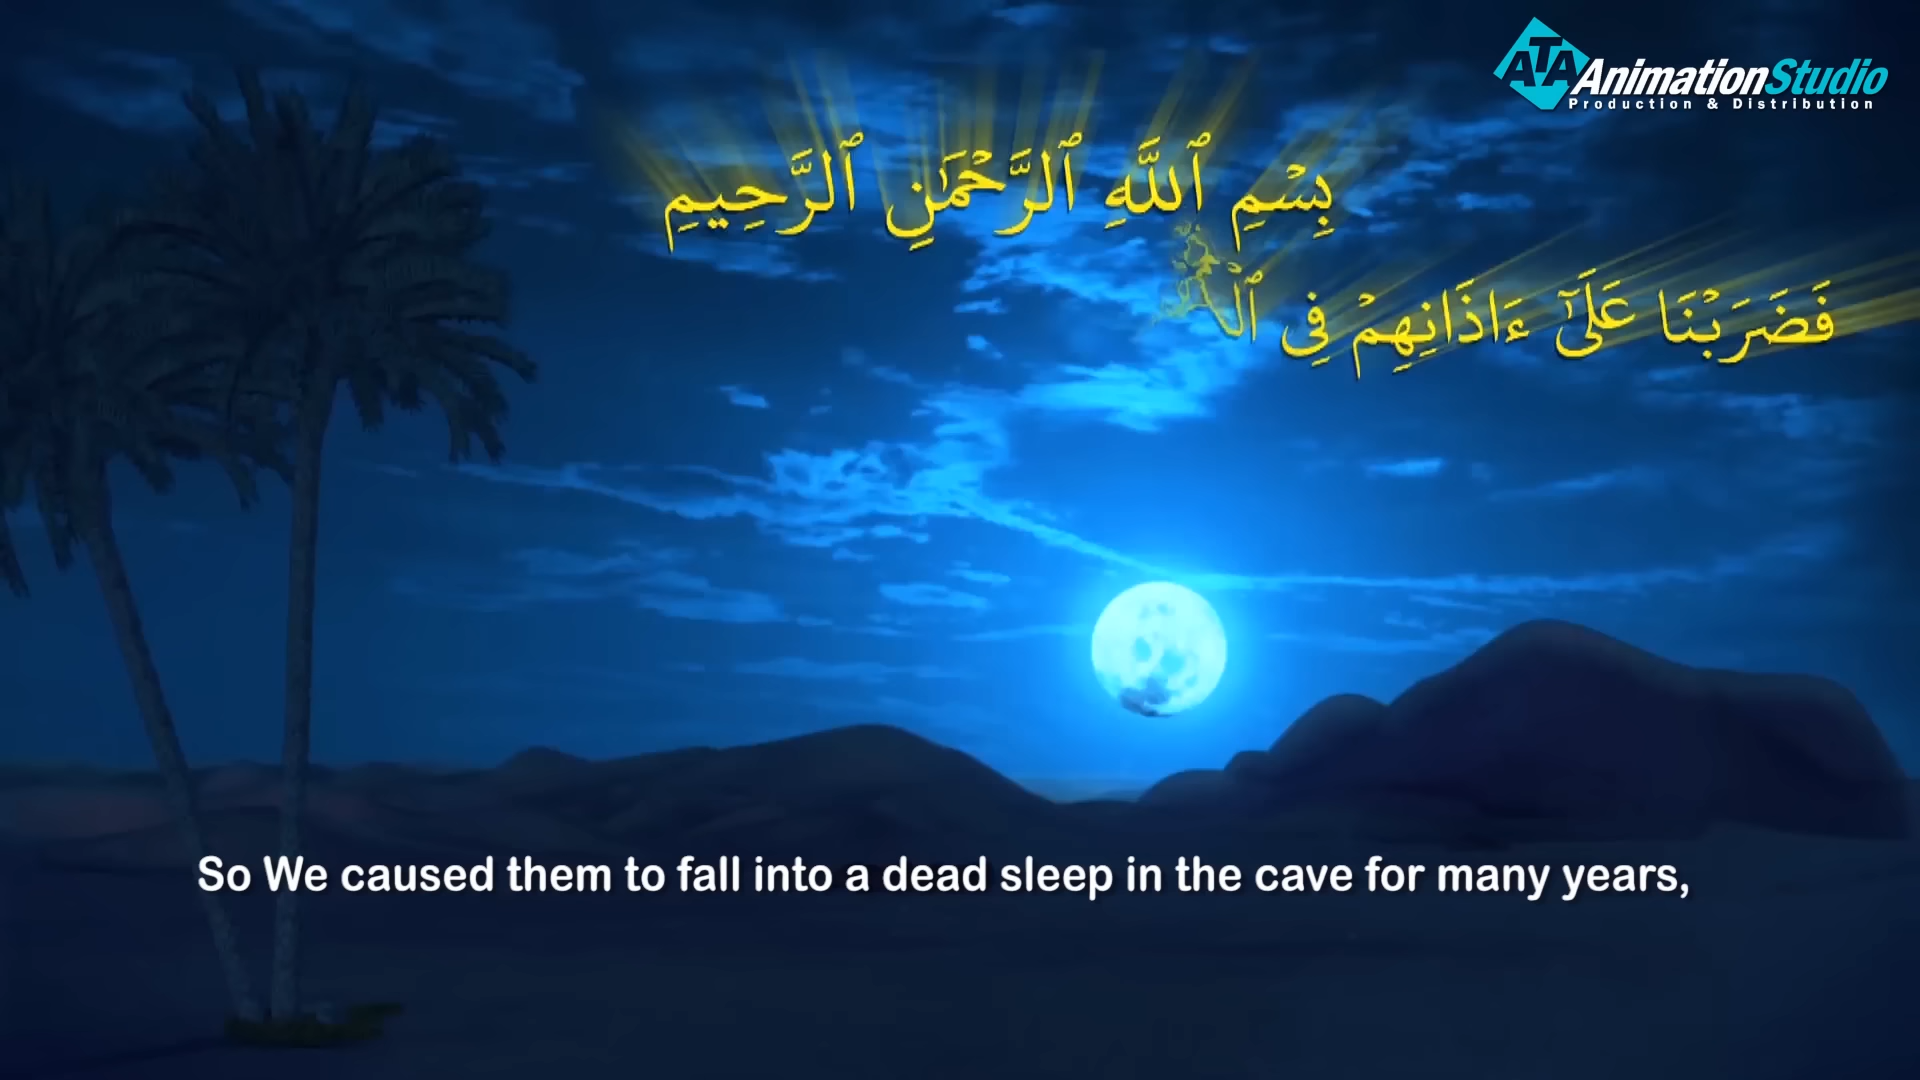 ATA AnimationStudio
Production & Distribution
بِسْمِ ٱللَّهِ ٱلرَّحْمَٰنِ ٱلرَّحِيمِ
فَضَرَبْنَا عَلَىٰٓ ءَاذَانِهِمْ فِى
So We caused them to fall into a dead sleep in the cave for many years,